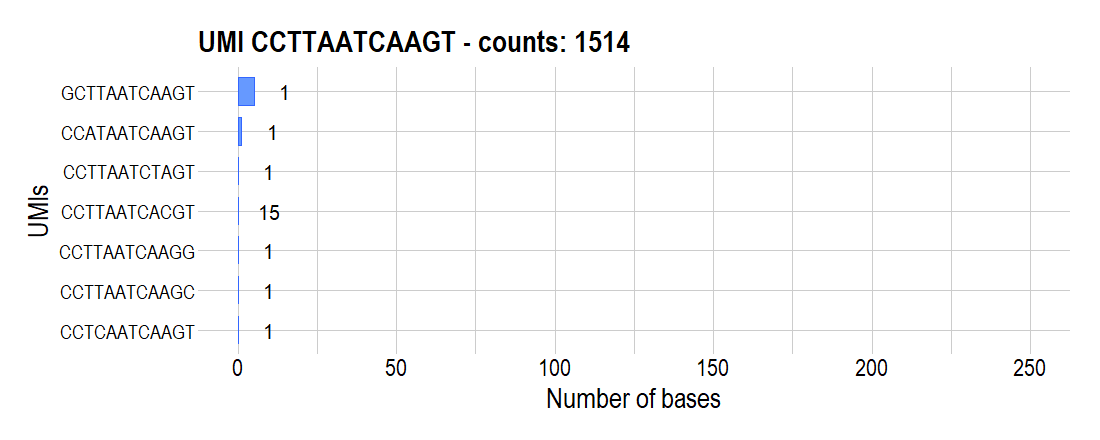 UMI CCTTAATCAAGT - counts: 1514
GCTTAATCAAGT 1
CCATAATCAAGT 1
CCTTAATCTAGT 1
CCTTAATCACGT 15
CCTTAATCAAGG 1
CCTTAATCAAGC 1
CCTCAATCAAGT 1
UMIs
0 50 100 150 200 250
Number of bases